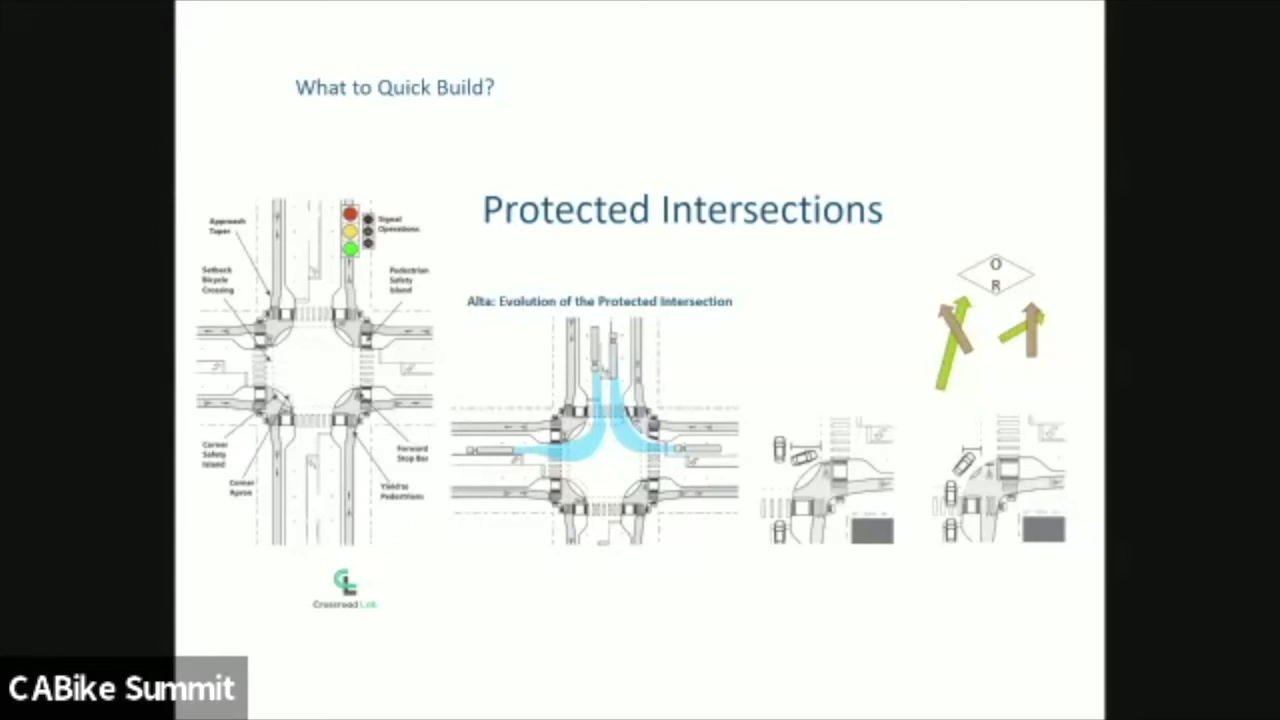 What to Quick Build?
Protected Intersections
Approach
Taper
Signal
Operations
Setback
Bicycle
Crossing
Pedestrian
Safety
Island
Corner
Safety
Island
Corner
Apron
Forward
Stop Bar
Yield to
Pedestrians
Alta: Evolution of the Protected Intersection
O
R
CL
Crossroad Lab
CABike Summit